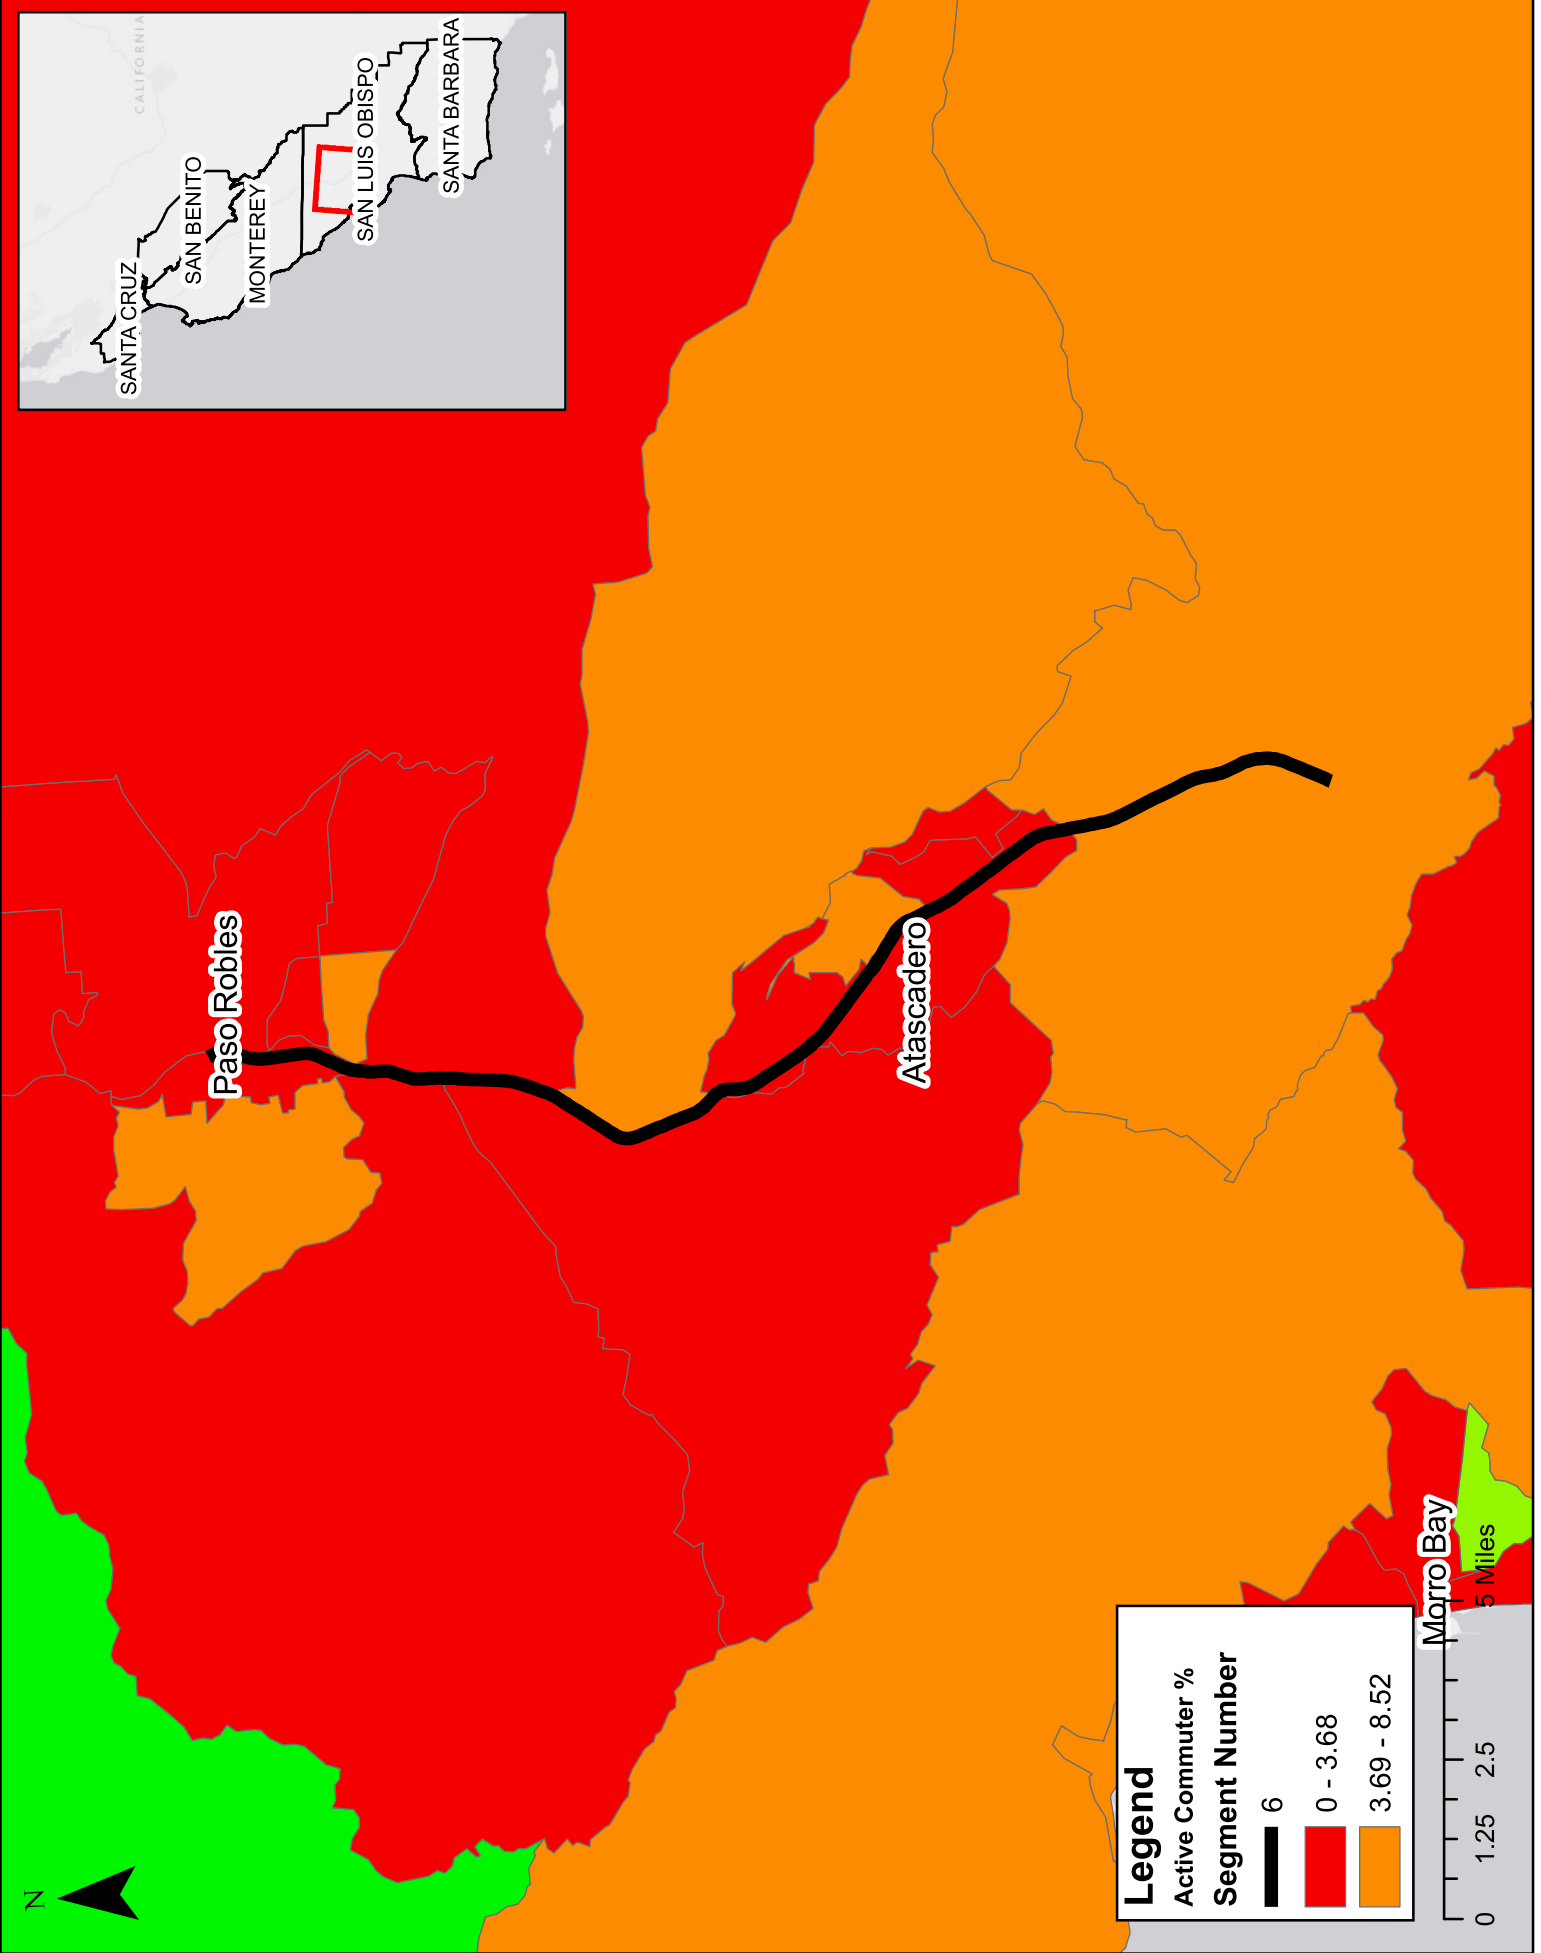 N
CALIFORNIA
SANTA CRUZ
SAN BENITO
MONTEREY
SAN LUIS OBISPO
SANTA BARBARA
Paso Robles
Atascadero
Morro Bay
Legend
Active Commuter %
Segment Number
6
0 - 3.68
3.69 - 8.52
0 1.25 2.5 5 Miles